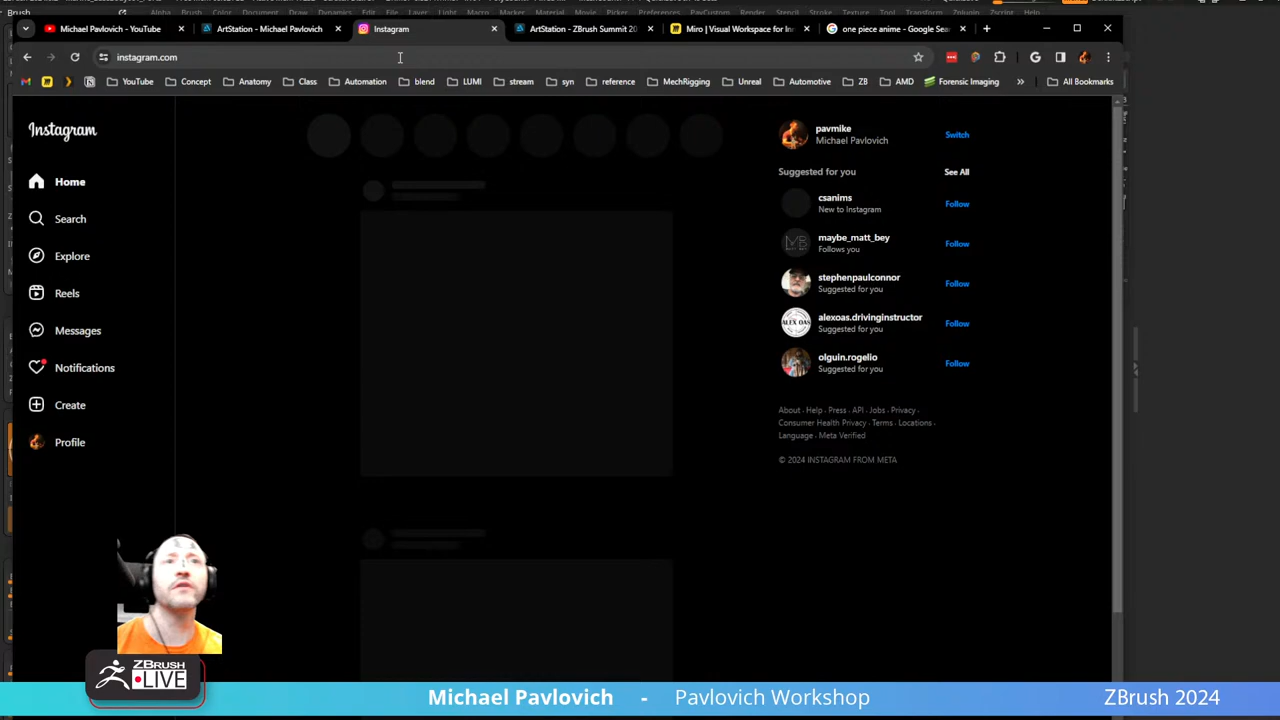 Michael Pavlovich - YouTube
ArtStation - Michael Pavlovich
Instagram
ArtStation - ZBrush Summit 20
Miro | Visual Workspace for In
one piece anime - Google Sea
instagram.com
YouTube
Concept
Anatomy
Class
Automation
blend
LUMI
stream
syn
reference
MechRigging
Unreal
Automotive
ZB
AMD
Forensic Imaging
All Bookmarks
Instagram
Home
Search
Explore
Reels
Messages
Notifications
Create
Profile
pavmike
Michael Pavlovich
Switch
Suggested for you
See All
csanims
New to Instagram
Follow
maybe_matt_bey
Follows you
Follow
stephenpaulconnor
Suggested for you
Follow
ALEX OAS
alexoas.drivinginstructor
Suggested for you
Follow
olguin.rogelio
Suggested for you
Follow
About · Help · Press · API · Jobs · Privacy ·
Consumer Health Privacy · Terms · Locations ·
Language · Meta Verified
© 2024 INSTAGRAM FROM META
ZBRUSH
LIVE
Michael Pavlovich - Pavlovich Workshop ZBrush 2024